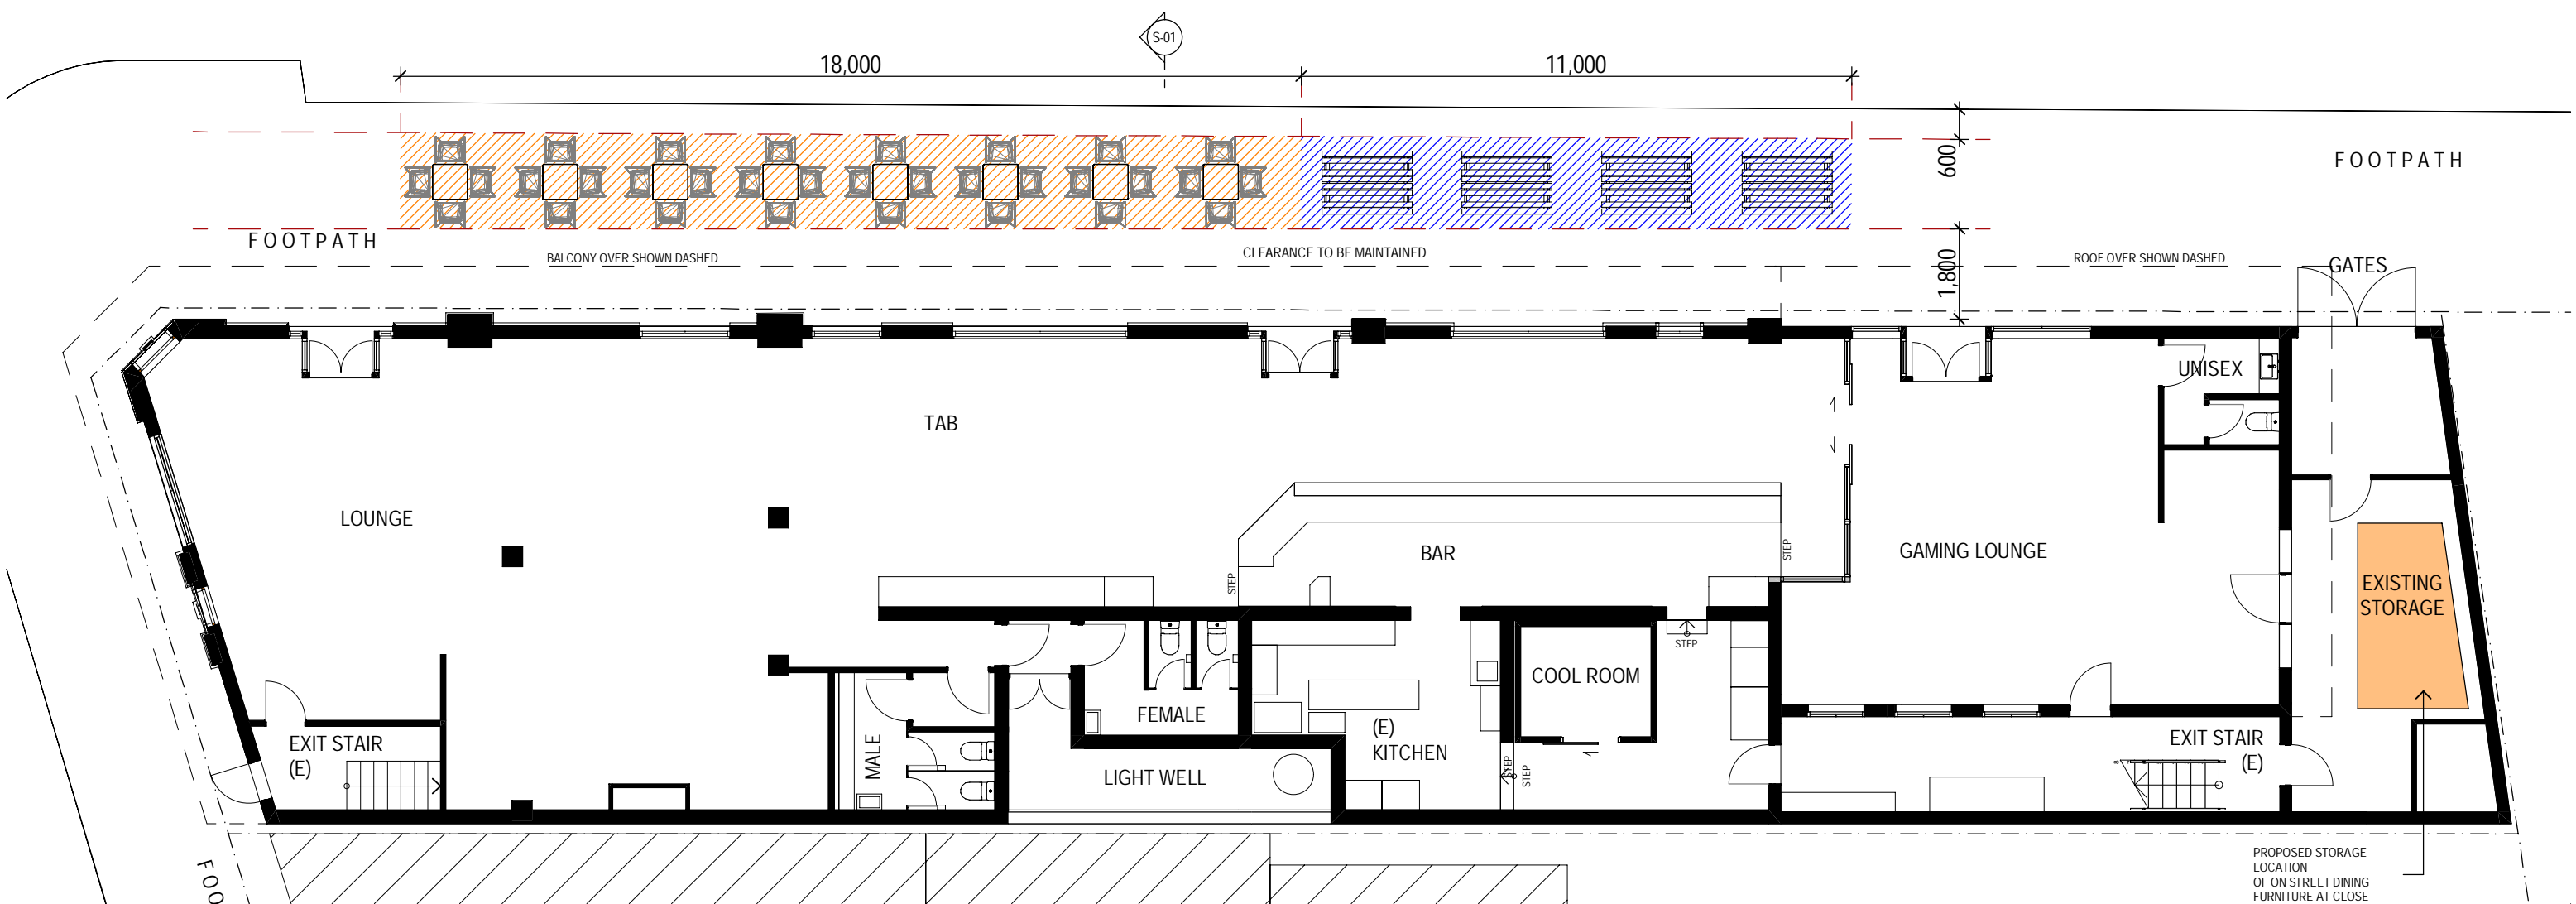 S-01
18,000
11,000
600
FOOTPATH
FOOTPATH
BALCONY OVER SHOWN DASHED
CLEARANCE TO BE MAINTAINED
1,800
ROOF OVER SHOWN DASHED
GATES
UNISEX
TAB
LOUNGE
BAR
STEP
STEP
GAMING LOUNGE
EXISTING
STORAGE
STEP
COOL ROOM
FEMALE
(E)
KITCHEN
EXIT STAIR
(E)
MALE
LIGHT WELL
STEP
STEP
EXIT STAIR
(E)
PROPOSED STORAGE
LOCATION
OF ON STREET DINING
FURNITURE AT CLOSE
FOO